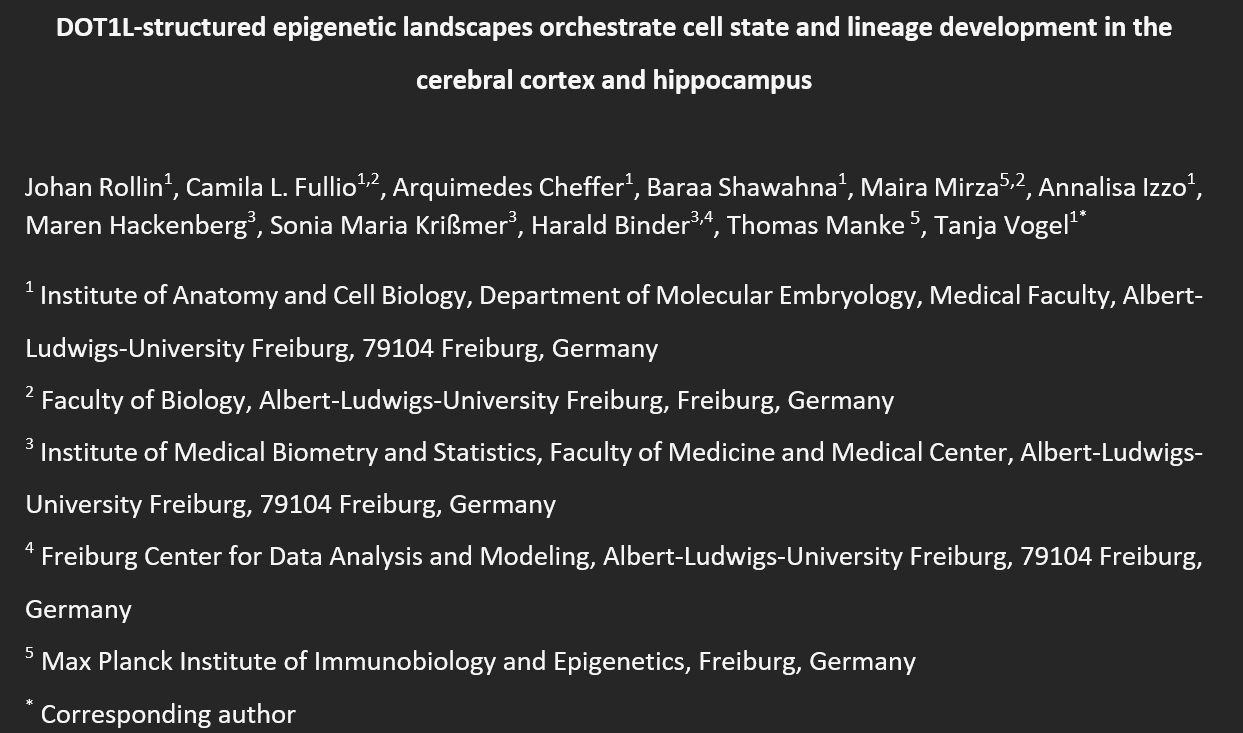 DOT1L-structured epigenetic landscapes orchestrate cell state and lineage development in the
cerebral cortex and hippocampus
Johan Rollin1, Camila L. Fullio1,2, Arquimedes Cheffer1, Baraa Shawahna1, Maira Mirza5,2, Annalisa Izzo1,
Maren Hackenberg3, Sonia Maria Krißmer3, Harald Binder3,4, Thomas Manke 5, Tanja Vogel1*
1 Institute of Anatomy and Cell Biology, Department of Molecular Embryology, Medical Faculty, Albert-
Ludwigs-University Freiburg, 79104 Freiburg, Germany
2 Faculty of Biology, Albert-Ludwigs-University Freiburg, Freiburg, Germany
3 Institute of Medical Biometry and Statistics, Faculty of Medicine and Medical Center, Albert-Ludwigs-
University Freiburg, 79104 Freiburg, Germany
4 Freiburg Center for Data Analysis and Modeling, Albert-Ludwigs-University Freiburg, 79104 Freiburg,
Germany
5 Max Planck Institute of Immunobiology and Epigenetics, Freiburg, Germany
* Corresponding author